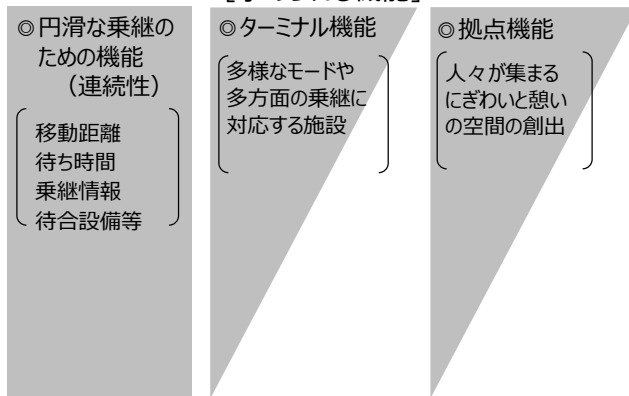 ◎円滑な乗継の
ための機能
（連続性）
移動距離
待ち時間
乗継情報
待合設備等
◎ターミナル機能
多様なモードや
多方面の乗継に
対応する施設
◎拠点機能
人々が集まる
にぎわいと憩い
の空間の創出